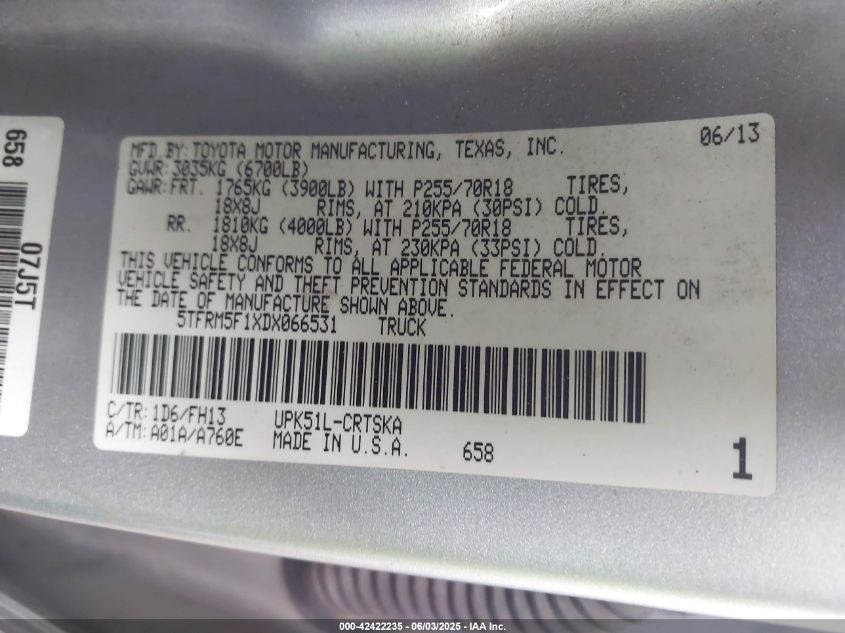 658
07J5T
06/13
MFD.BY:TOYOTA MOTOR MANUFACTURING, TEXAS, INC.
GVWR:3035KG (6700LB)
GAWR:FRT. 1765KG (3900LB) WITH P255/70R18 TIRES,
18X8J RIMS, AT 210KPA (30PSI) COLD.
RR. 1810KG (4000LB) WITH P255/70R18 TIRES,
18X8J RIMS, AT 230KPA (33PSI) COLD.
THIS VEHICLE CONFORMS TO ALL APPLICABLE FEDERAL MOTOR
VEHICLE SAFETY AND THEFT PREVENTION STANDARDS IN EFFECT ON
THE DATE OF MANUFACTURE SHOWN ABOVE.
5TFRM5F1XDX066531 TRUCK
C/TR:1D6/FH13 UPK51L-CRTSKA
A/TM:A01A/A760E MADE IN U.S.A. 658
1
000-42422235 - 06/03/2025 - IAA Inc.